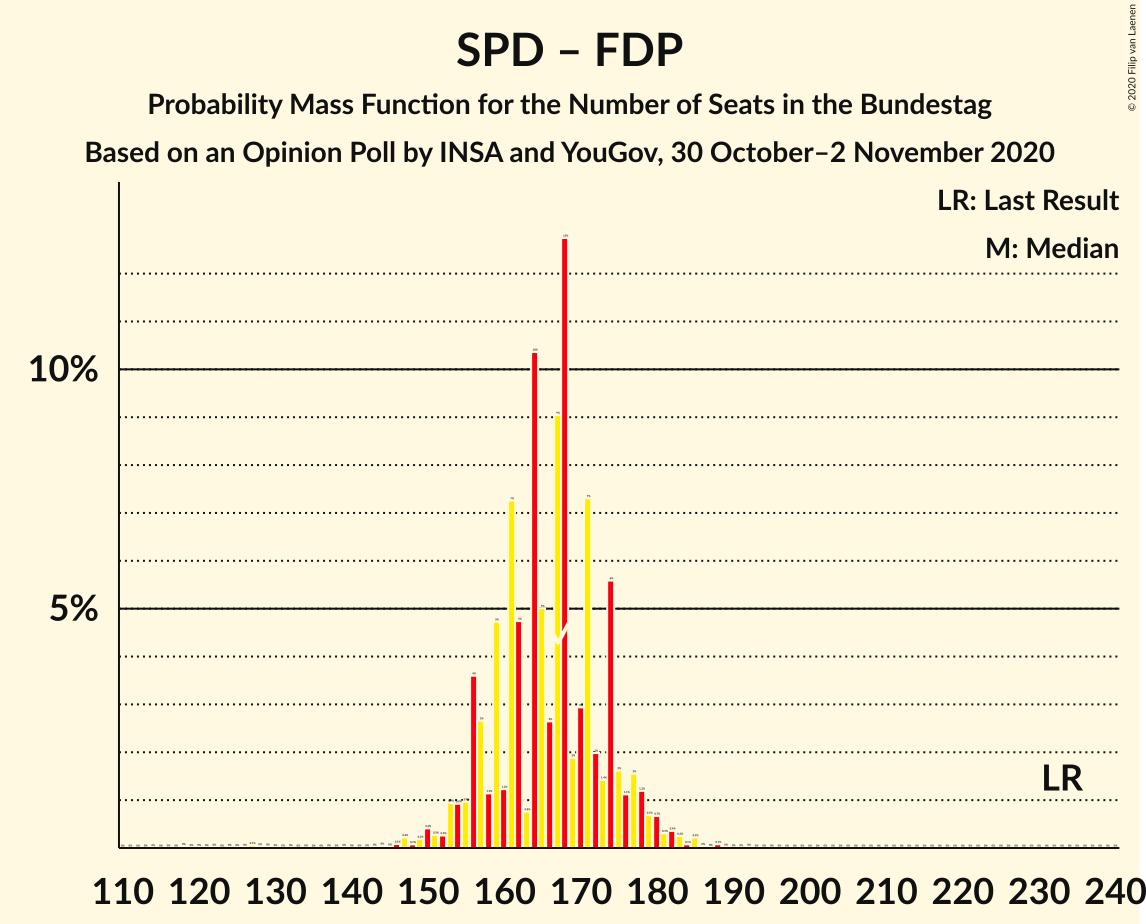 SPD – FDP
Probability Mass Function for the Number of Seats in the Bundestag
Based on an Opinion Poll by INSA and YouGov, 30 October–2 November 2020
© 2020 Filip van Laenen
LR: Last Result
M: Median
10%
5%
LR
110 120 130 140 150 160 170 180 190 200 210 220 230 240